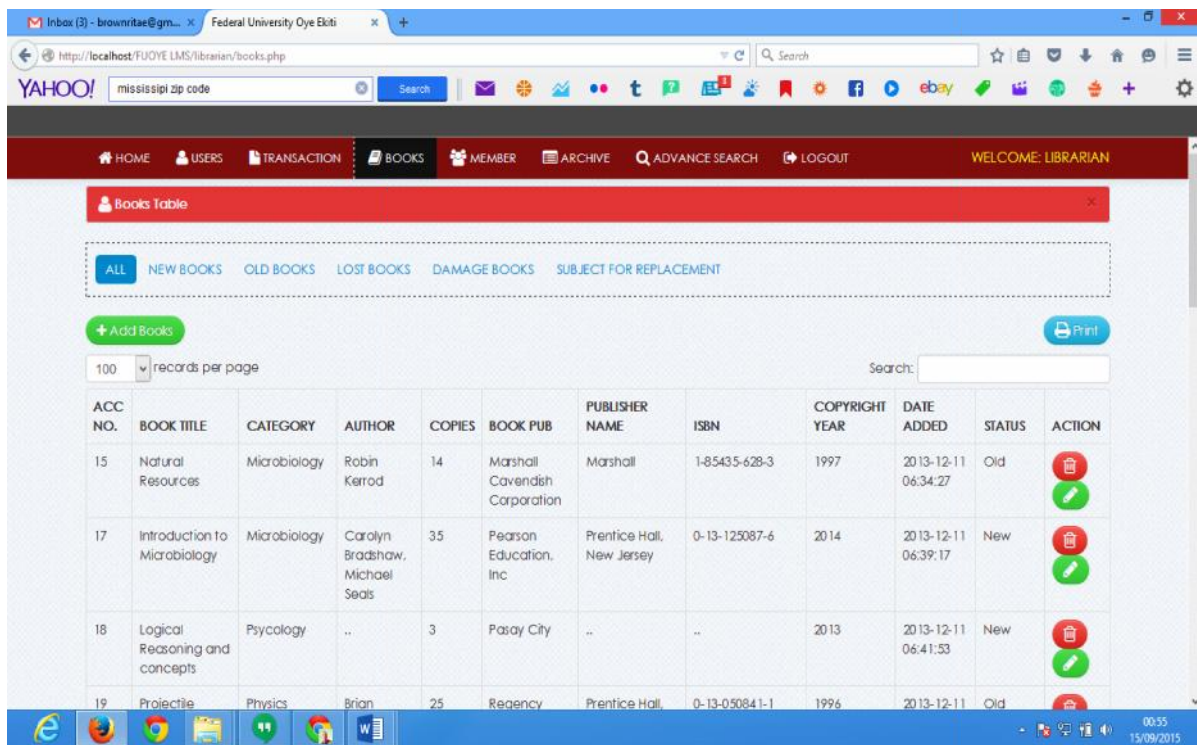 Inbox (3) - brownritae@gm... × Federal University Oye Ekiti × +
http://localhost/FUOYE LMS/librarian/books.php Search
YAHOO! mississipi zip code Search t ebay
HOME USERS TRANSACTION BOOKS MEMBER ARCHIVE ADVANCE SEARCH LOGOUT WELCOME: LIBRARIAN
Books Table ×
ALL NEW BOOKS OLD BOOKS LOST BOOKS DAMAGE BOOKS SUBJECT FOR REPLACEMENT
+ Add Books Print
100 records per page Search:
ACC NO. BOOK TITLE CATEGORY AUTHOR COPIES BOOK PUB PUBLISHER NAME ISBN COPYRIGHT YEAR DATE ADDED STATUS ACTION
15 Natural Resources Microbiology Robin Kerrod 14 Marshall Cavendish Corporation Marshall 1-85435-628-3 1997 2013-12-11 06:34:27 Old
17 Introduction to Microbiology Microbiology Carolyn Bradshaw, Michael Seals 35 Pearson Education, Inc Prentice Hall, New Jersey 0-13-125087-6 2014 2013-12-11 06:39:17 New
18 Logical Reasoning and concepts Psycology .. 3 Pasay City .. .. 2013 2013-12-11 06:41:53 New
19 Projectile Physics Brian 25 Regency Prentice Hall, 0-13-050841-1 1996 2013-12-11 Old
00:55
15/09/2015